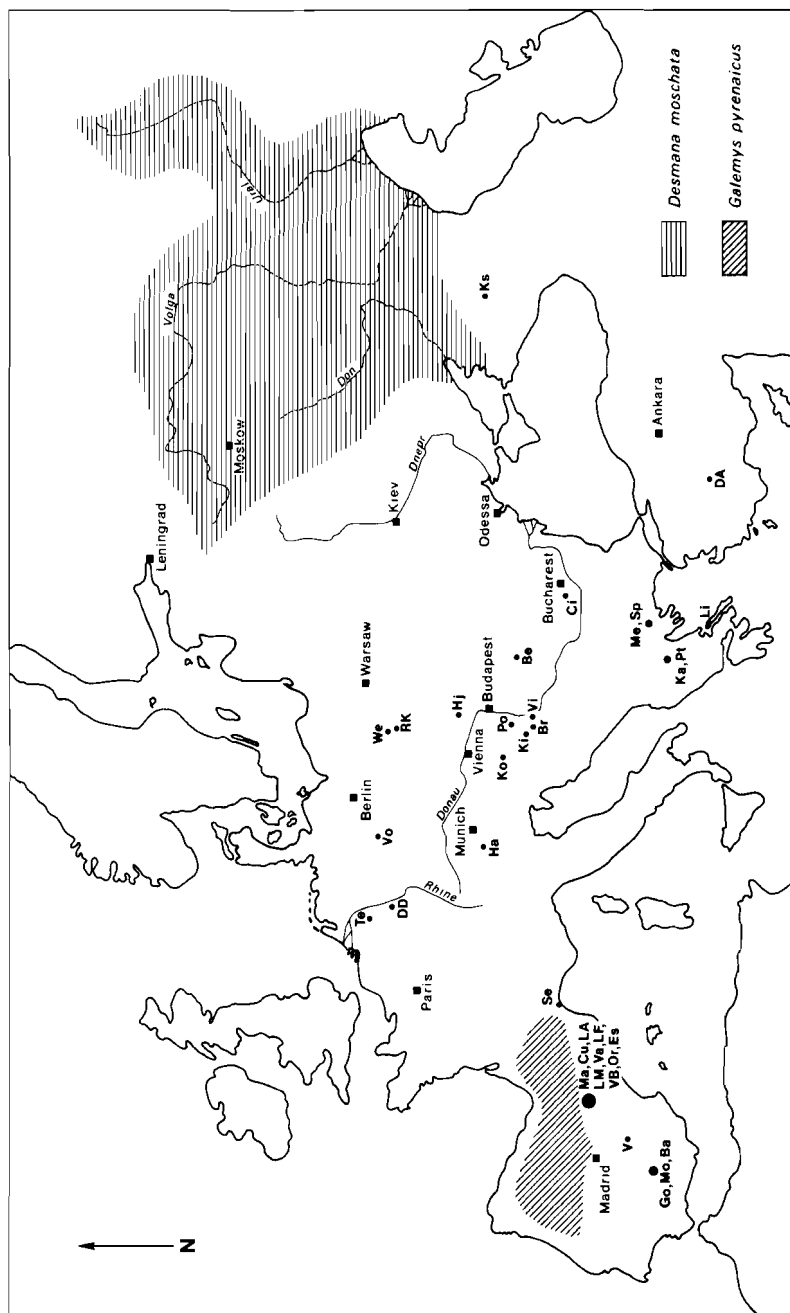 N
Leningrad
Moskow
Volga
Ural
Don
Dnepr
Kiev
Odessa
Warsaw
Berlin
Vo
We
RK
Te
DD
Rhine
Paris
Donau
Munich
Ha
Vienna
Hj
Budapest
Ko
Po
Ki
Br
Vi
Be
Bucharest
Ci
Ks
Ankara
DA
Me,Sp
Ka,Pt
Li
Se
Ma,Cu,LA
LM,Va,LF,
VB,Or,Es
Madrid
V
Go,Mo,Ba
Desmana moschata
Galemys pyrenaicus